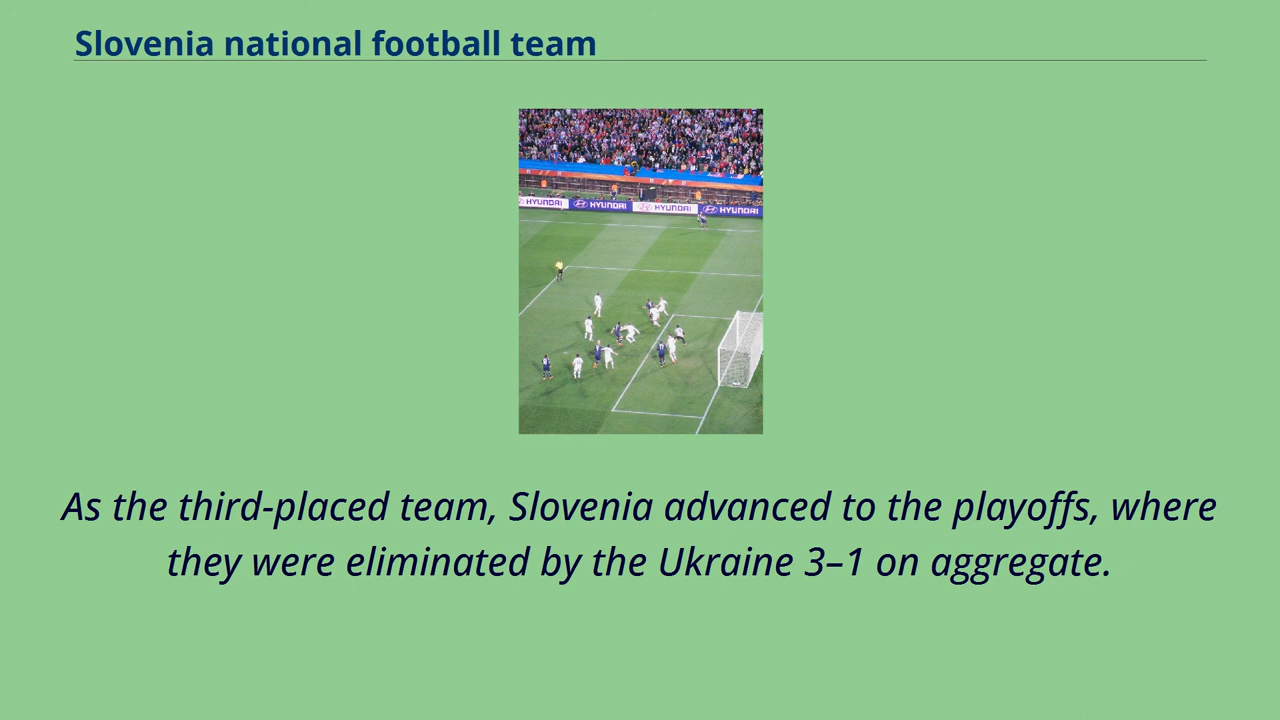 Slovenia national football team
HYUNDAI HYUNDAI HYUNDAI HYUNDAI
As the third-placed team, Slovenia advanced to the playoffs, where
they were eliminated by the Ukraine 3–1 on aggregate.